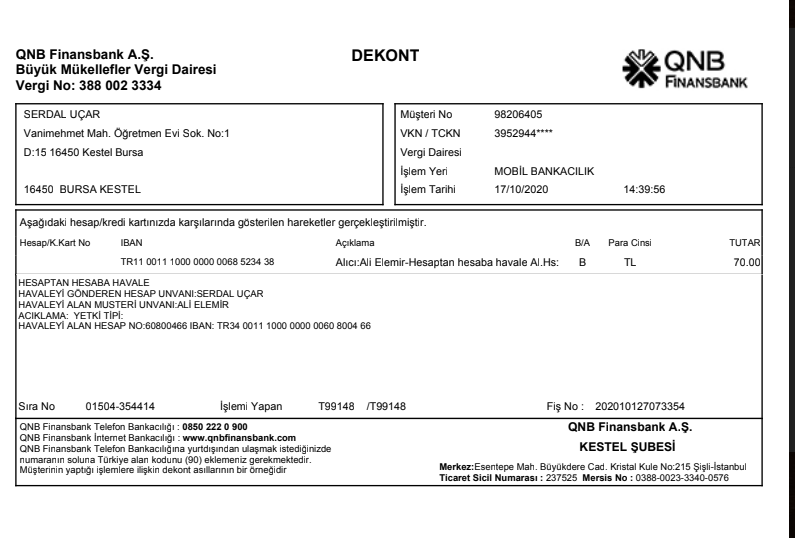 QNB Finansbank A.Ş.
Büyük Mükellefler Vergi Dairesi
Vergi No: 388 002 3334
DEKONT
QNB
FINANSBANK
SERDAL UÇAR
Vanimehmet Mah. Öğretmen Evi Sok. No:1
D:15 16450 Kestel Bursa
16450 BURSA KESTEL
Müşteri No 98206405
VKN / TCKN 3952944****
Vergi Dairesi
İşlem Yeri MOBİL BANKACILIK
İşlem Tarihi 17/10/2020 14:39:56
Aşağıdaki hesap/kredi kartınızda karşılarında gösterilen hareketler gerçekleştirilmiştir.
Hesap/K.Kart No IBAN Açıklama B/A Para Cinsi TUTAR
TR11 0011 1000 0000 0068 5234 38 Alıcı:Ali Elemir-Hesaptan hesaba havale Al.Hs: B TL 70.00
HESAPTAN HESABA HAVALE
HAVALEYİ GÖNDEREN HESAP UNVANI:SERDAL UÇAR
HAVALEYİ ALAN MUSTERİ UNVANI:ALİ ELEMİR
ACIKLAMA: YETKİ TİPİ:
HAVALEYİ ALAN HESAP NO:60800466 IBAN: TR34 0011 1000 0000 0060 8004 66
Sıra No 01504-354414 İşlemi Yapan T99148 /T99148 Fiş No : 202010127073354
QNB Finansbank Telefon Bankacılığı : 0850 222 0 900
QNB Finansbank İnternet Bankacılığı : www.qnbfinansbank.com
QNB Finansbank Telefon Bankacılığına yurtdışından ulaşmak istediğinizde
numaranın soluna Türkiye alan kodunu (90) eklemeniz gerekmektedir.
Müşterinin yaptığı işlemlere ilişkin dekont asıllarının bir örneğidir
QNB Finansbank A.Ş.
KESTEL ŞUBESİ
Merkez:Esentepe Mah. Büyükdere Cad. Kristal Kule No:215 Şişli-İstanbul
Ticaret Sicil Numarası : 237525 Mersis No : 0388-0023-3340-0576